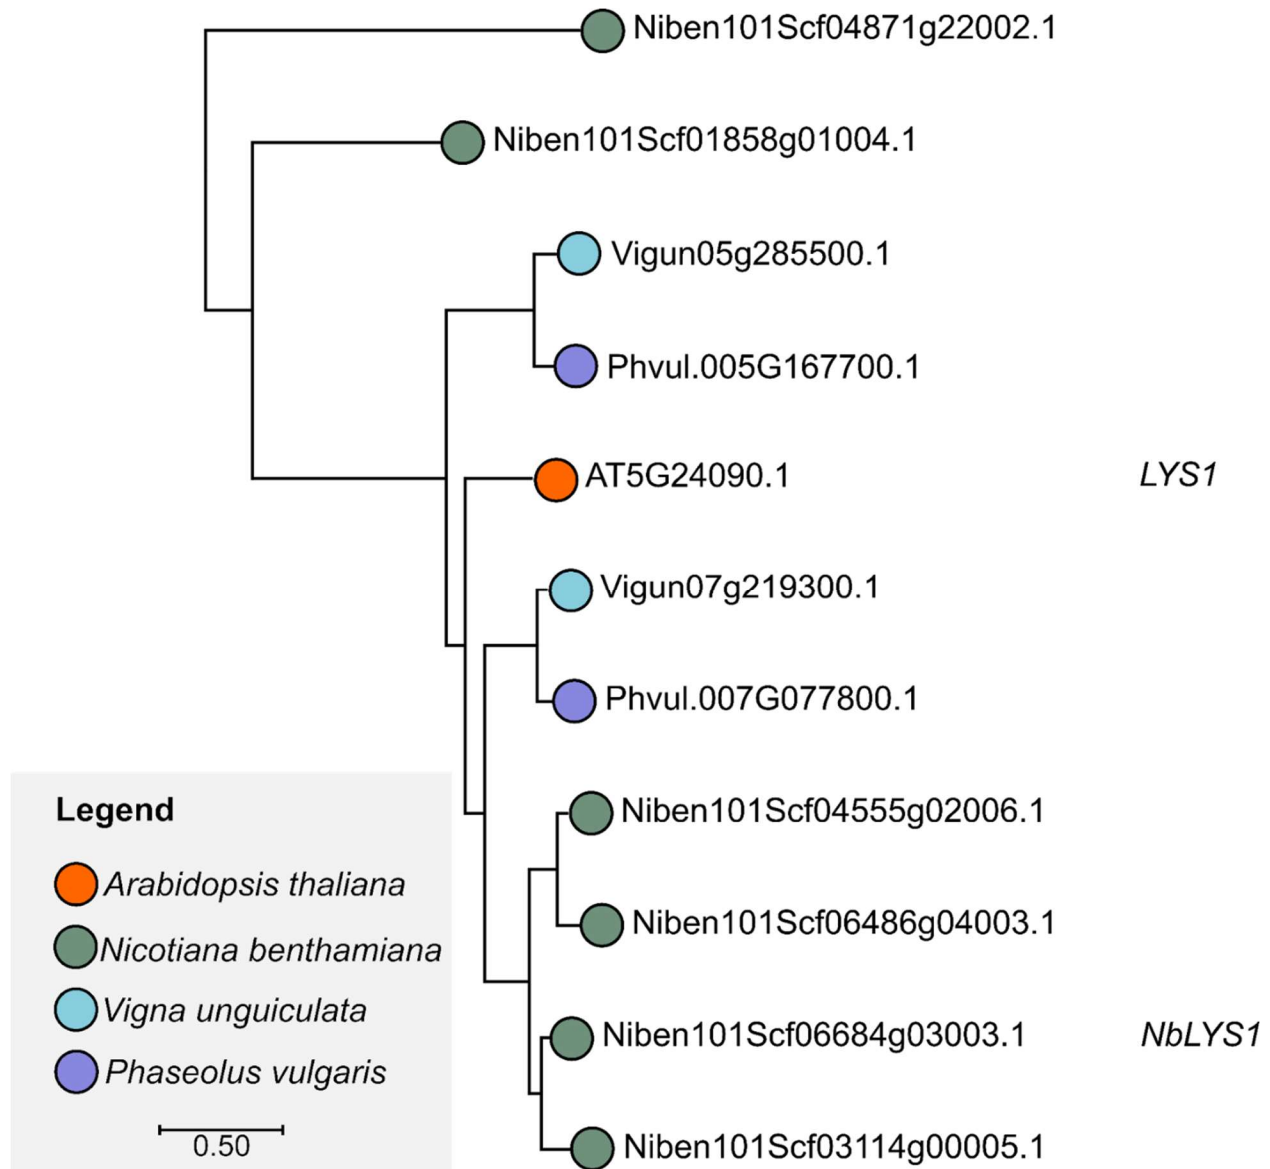 Niben101Scf04871g22002.1
Niben101Scf01858g01004.1
Vigun05g285500.1
Phvul.005G167700.1
AT5G24090.1 LYS1
Vigun07g219300.1
Phvul.007G077800.1
Niben101Scf04555g02006.1
Niben101Scf06486g04003.1
Niben101Scf06684g03003.1 NbLYS1
Niben101Scf03114g00005.1
Legend
Arabidopsis thaliana
Nicotiana benthamiana
Vigna unguiculata
Phaseolus vulgaris
0.50